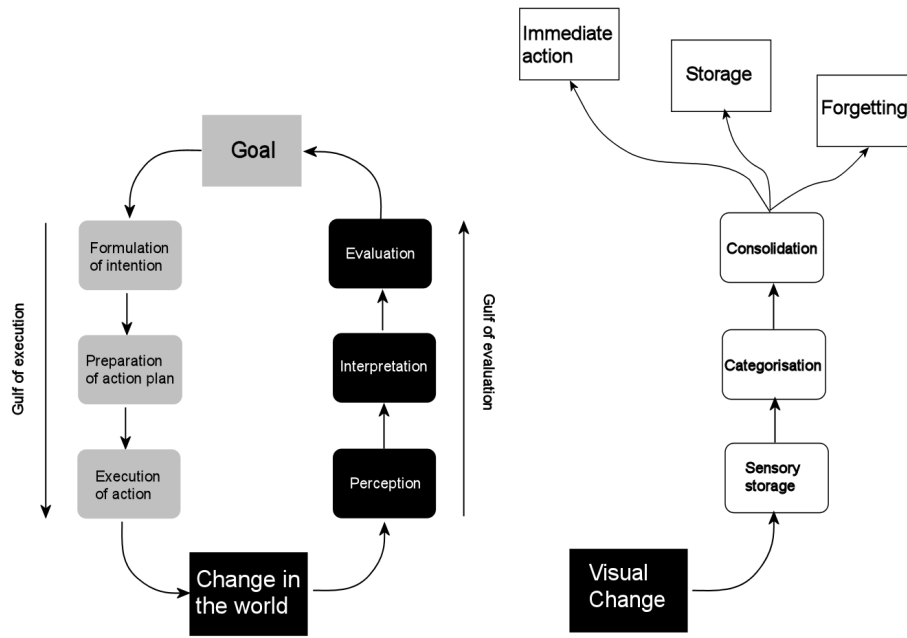 Goal
Formulation
of intention
Preparation
of action plan
Execution
of action
Gulf of execution
Change in
the world
Perception
Interpretation
Evaluation
Gulf of evaluation
Immediate
action
Storage
Forgetting
Consolidation
Categorisation
Sensory
storage
Visual
Change